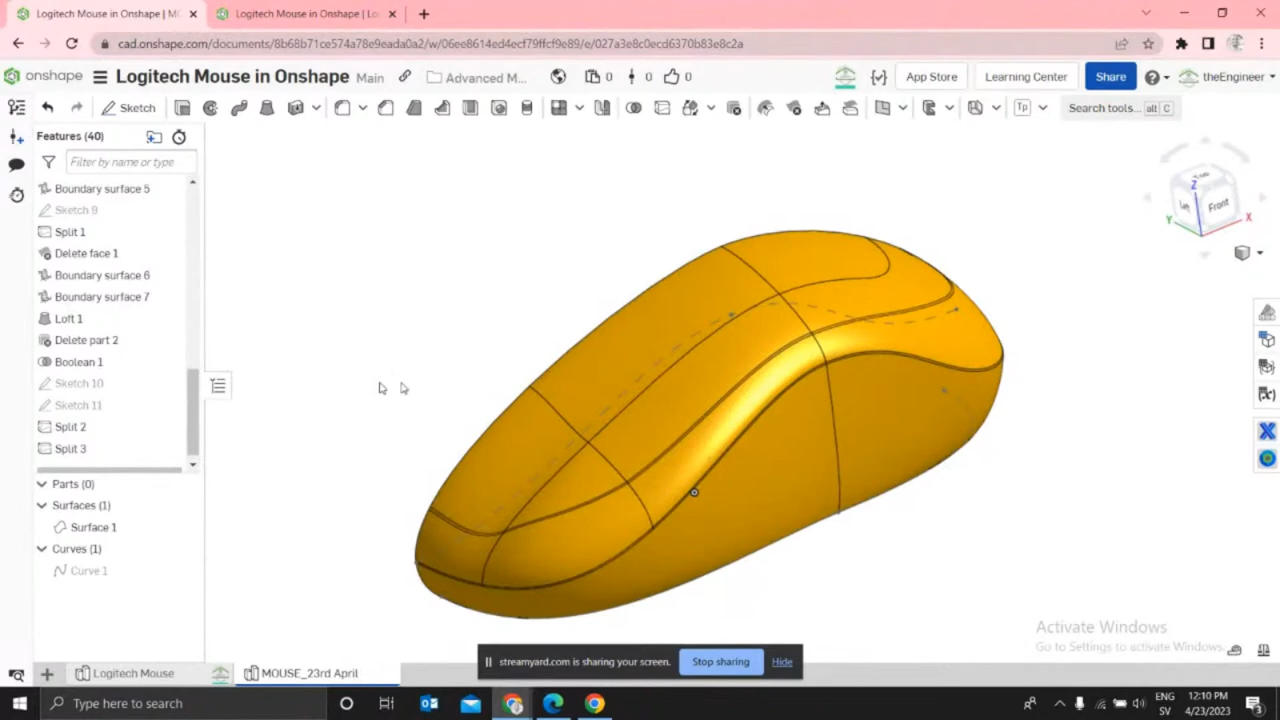 Logitech Mouse in Onshape | M
Logitech Mouse in Onshape | Lo
cad.onshape.com/documents/8b68b71ce574a78e9eada0a2/w/06ee8614ed4ecf79ffcf9e89/e/027a3e8c0ecd6370b83e8c2a
onshape Logitech Mouse in Onshape Main Advanced M... 0 0 0 App Store Learning Center Share theEngineer
Sketch Tp Search tools... alt C
Features (40)
Filter by name or type
Boundary surface 5
Sketch 9
Split 1
Delete face 1
Boundary surface 6
Boundary surface 7
Loft 1
Delete part 2
Boolean 1
Sketch 10
Sketch 11
Split 2
Split 3
Parts (0)
Surfaces (1)
Surface 1
Curves (1)
Curve 1
Z
Left Front
Y X
Activate Windows
Go to Settings to activate Windows.
streamyard.com is sharing your screen. Stop sharing Hide
Logitech Mouse MOUSE_23rd April
Type here to search
ENG 12:10 PM
SV 4/23/2023 3